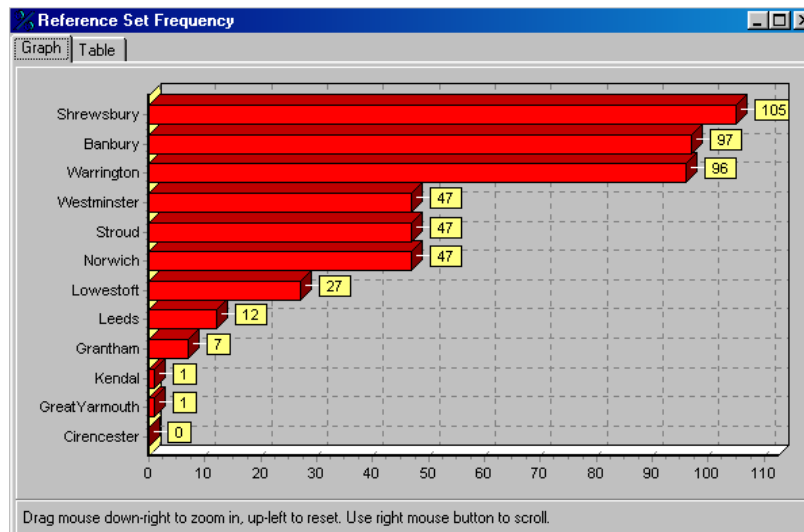 Reference Set Frequency
Graph Table
Shrewsbury 105
Banbury 97
Warrington 96
Westminster 47
Stroud 47
Norwich 47
Lowestoft 27
Leeds 12
Grantham 7
Kendal 1
GreatYarmouth 1
Cirencester 0
0 10 20 30 40 50 60 70 80 90 100 110
Drag mouse down-right to zoom in, up-left to reset. Use right mouse button to scroll.